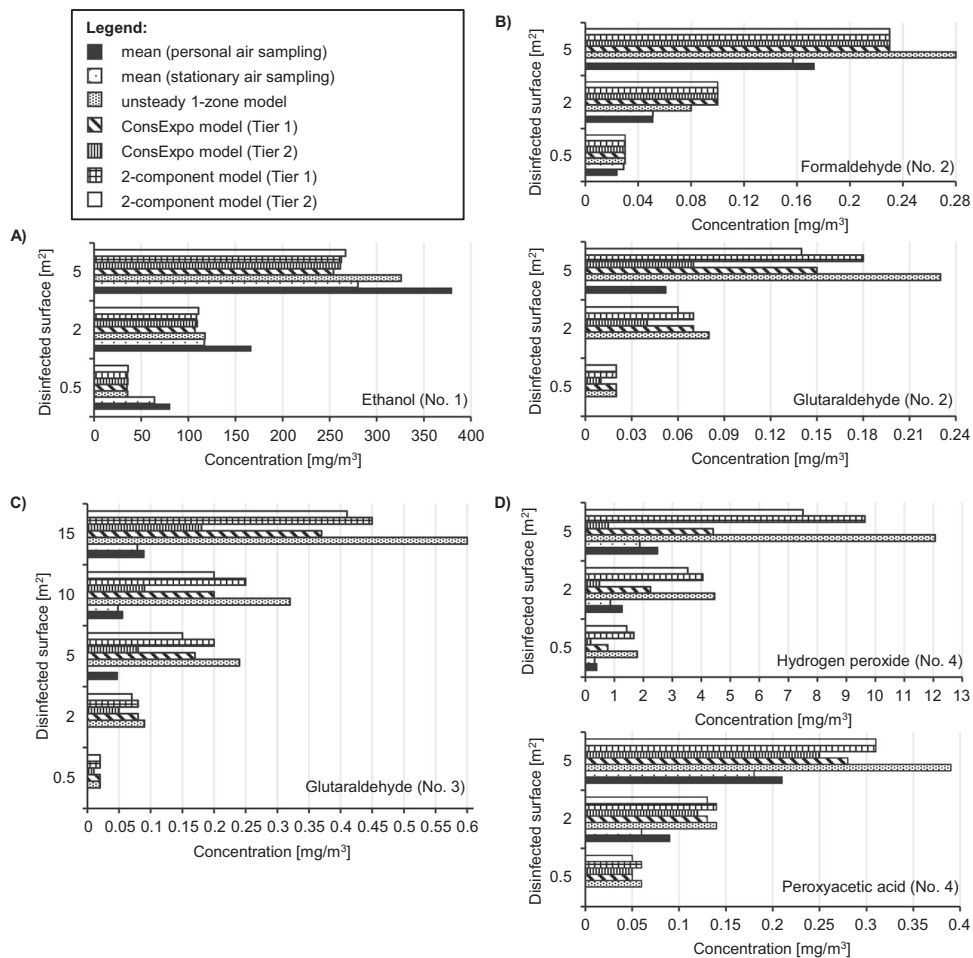 Legend:
mean (personal air sampling)
mean (stationary air sampling)
unsteady 1-zone model
ConsExpo model (Tier 1)
ConsExpo model (Tier 2)
2-component model (Tier 1)
2-component model (Tier 2)
A)
Disinfected surface [m²]
5
2
0.5
Ethanol (No. 1)
0 50 100 150 200 250 300 350 400
Concentration [mg/m³]
B)
Disinfected surface [m²]
5
2
0.5
Formaldehyde (No. 2)
0 0.04 0.08 0.12 0.16 0.2 0.24 0.28
Concentration [mg/m³]
Disinfected surface [m²]
5
2
0.5
Glutaraldehyde (No. 2)
0 0.03 0.06 0.09 0.12 0.15 0.18 0.21 0.24
Concentration [mg/m³]
C)
Disinfected surface [m²]
15
10
5
2
0.5
Glutaraldehyde (No. 3)
0 0.05 0.1 0.15 0.2 0.25 0.3 0.35 0.4 0.45 0.5 0.55 0.6
Concentration [mg/m³]
D)
Disinfected surface [m²]
5
2
0.5
Hydrogen peroxide (No. 4)
0 1 2 3 4 5 6 7 8 9 10 11 12 13
Concentration [mg/m³]
Disinfected surface [m²]
5
2
0.5
Peroxyacetic acid (No. 4)
0 0.05 0.1 0.15 0.2 0.25 0.3 0.35 0.4
Concentration [mg/m³]